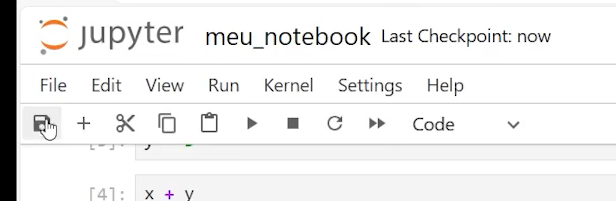 jupyter meu_notebook Last Checkpoint: now
File Edit View Run Kernel Settings Help
Code
[4]: x + y